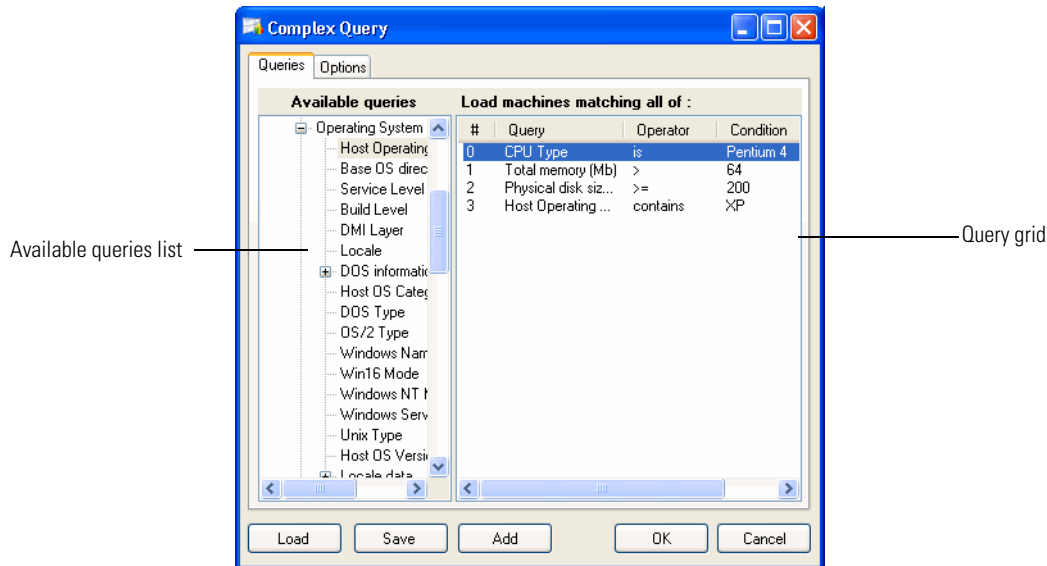 Complex Query
Queries Options
Available queries
Operating System
Host Operating
Base OS direc
Service Level
Build Level
DMI Layer
Locale
DOS informatic
Host OS Categ
DOS Type
OS/2 Type
Windows Nam
Win16 Mode
Windows NT
Windows Serv
Unix Type
Host OS Versi
Locale data
Load machines matching all of :
# Query Operator Condition
0 CPU Type is Pentium 4
1 Total memory (Mb) > 64
2 Physical disk siz... >= 200
3 Host Operating ... contains XP
Load Save Add OK Cancel
Available queries list
Query grid